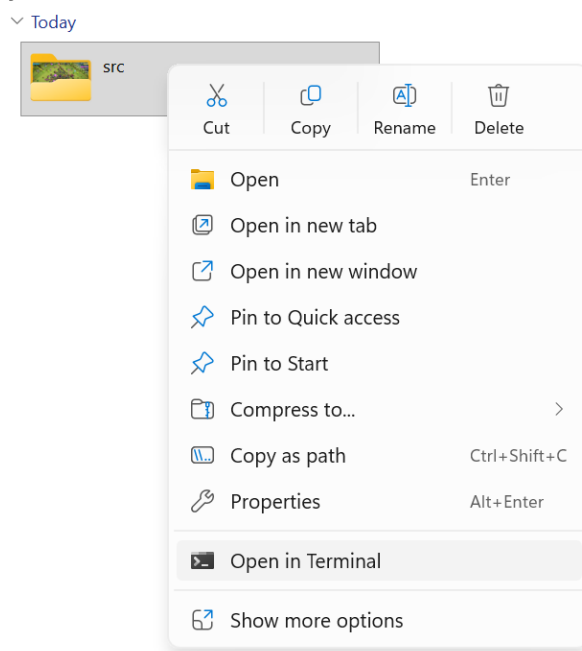 Today
src
Cut Copy Rename Delete
Open Enter
Open in new tab
Open in new window
Pin to Quick access
Pin to Start
Compress to...
Copy as path Ctrl+Shift+C
Properties Alt+Enter
Open in Terminal
Show more options